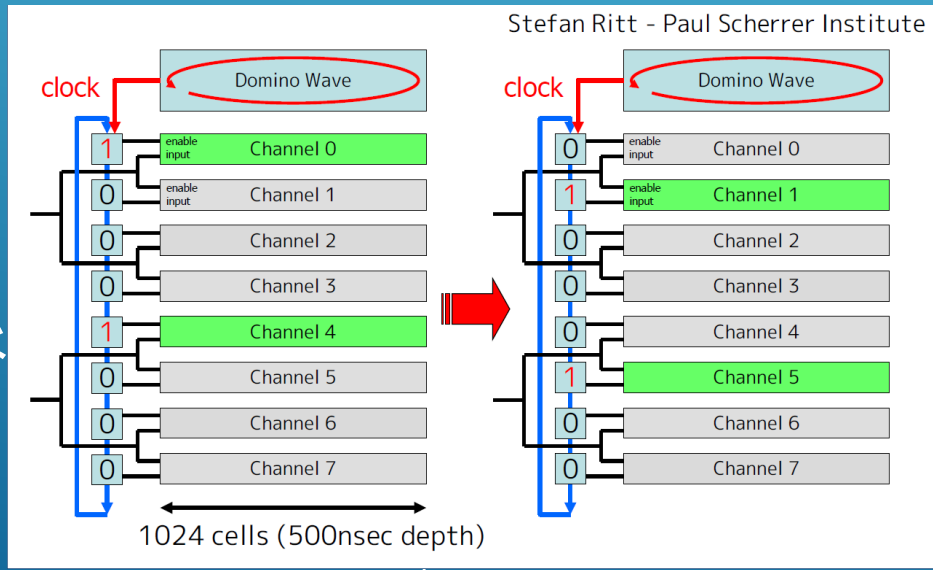 Stefan Ritt - Paul Scherrer Institute
Domino Wave
clock
1
enable
input
Channel 0
0
enable
input
Channel 1
0
Channel 2
0
Channel 3
1
Channel 4
0
Channel 5
0
Channel 6
0
Channel 7
1024 cells (500nsec depth)
Domino Wave
clock
0
enable
input
Channel 0
1
enable
input
Channel 1
0
Channel 2
0
Channel 3
0
Channel 4
1
Channel 5
0
Channel 6
0
Channel 7